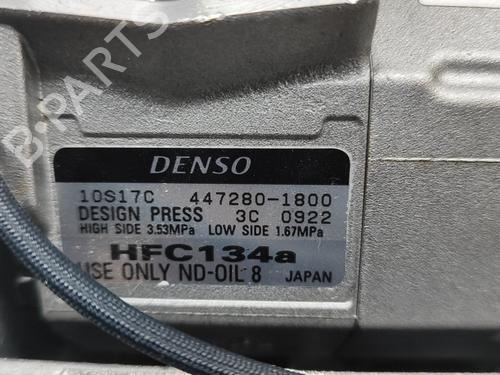 B-PARTS
DENSO
10S17C 447280-1800
DESIGN PRESS 3C 0922
HIGH SIDE 3.53MPa LOW SIDE 1.67MPa
HFC134a
USE ONLY ND-OIL 8 JAPAN